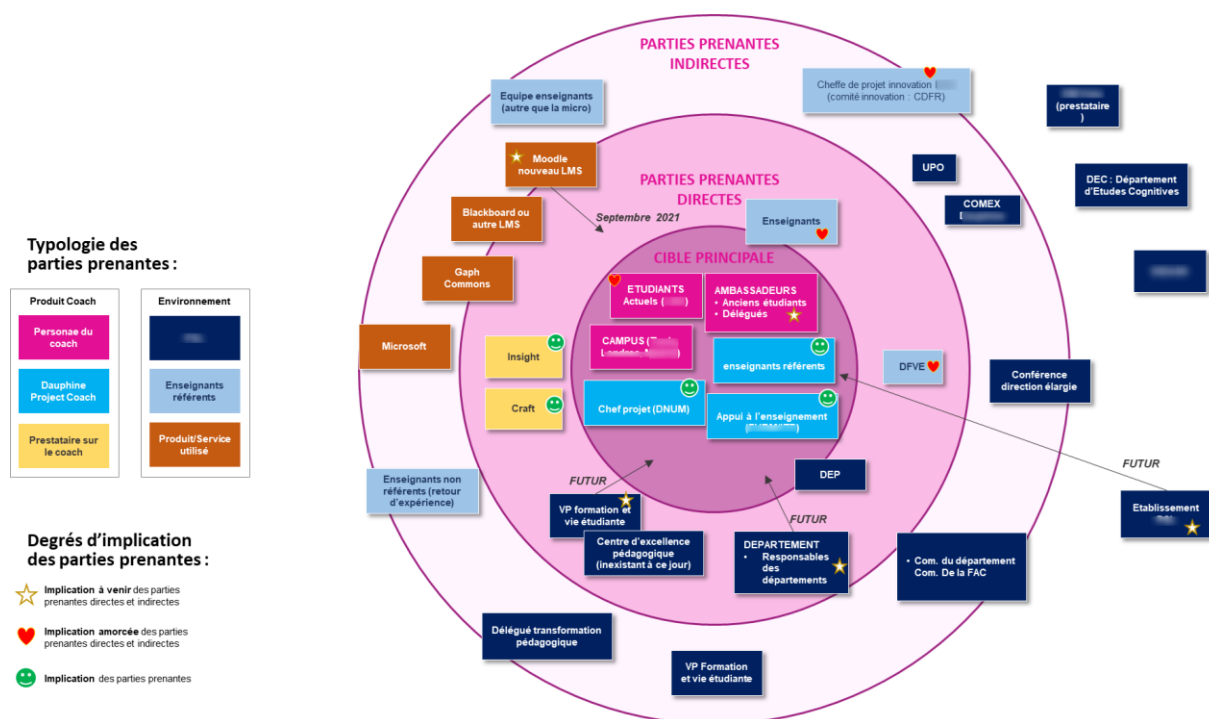 PARTIES PRENANTES
INDIRECTES
Cheffe de projet innovation
(comité innovation : CDFR)
(prestataire
)
Equipe enseignants
(autre que la micro)
Moodle
nouveau LMS
PARTIES PRENANTES
DIRECTES
UPO
DEC : Département
d'Etudes Cognitives
COMEX
Blackboard ou
autre LMS
Septembre 2021
Enseignants
Typologie des
parties prenantes :
Gaph
Commons
CIBLE PRINCIPALE
ETUDIANTS
Actuels (
AMBASSADEURS
• Anciens étudiants
• Délégués
Produit Coach
Environnement
Personae du
coach
Microsoft
Insight
CAMPUS (
enseignants référents
DFVE
Conférence
direction élargie
Dauphine
Project Coach
Enseignants
référents
Craft
Chef projet (DNUM)
Appui à l'enseignement
Prestataire sur
le coach
Produit/Service
utilisé
Enseignants non
référents (retour
d'expérience)
FUTUR
DEP
FUTUR
VP formation et
vie étudiante
FUTUR
Etablissement
Centre d'excellence
pédagogique
(inexistant à ce jour)
DEPARTEMENT
• Responsables
des
départements
• Com. du département
Com. De la FAC
Degrés d'implication
des parties prenantes :
Implication à venir des parties
prenantes directes et indirectes
Implication amorcée des parties
prenantes directes et indirectes
Implication des parties prenantes
Délégué transformation
pédagogique
VP Formation
et vie étudiante